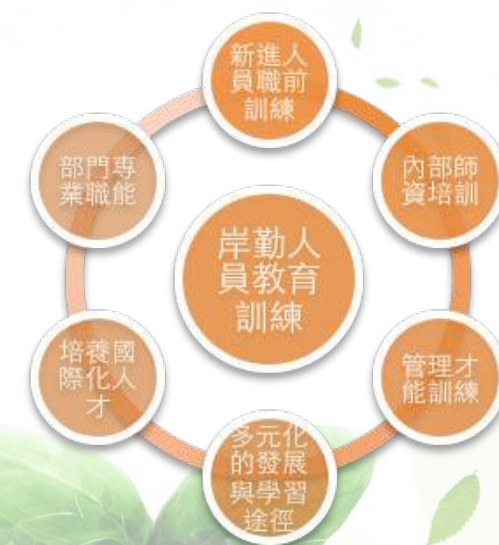 新進人
員職前
訓練
內部師
資培訓
管理才
能訓練
多元化
的發展
與學習
途徑
培養國
際化人
才
部門專
業職能
岸勤人
員教育
訓練